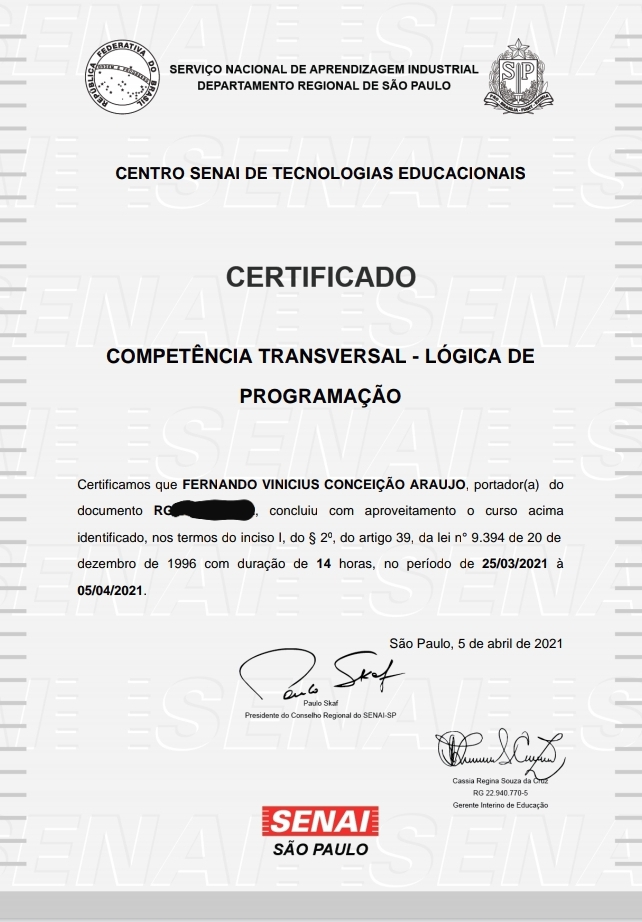 REPÚBLICA FEDERATIVA DO BRASIL
ORDEM E PROGRESSO
SERVIÇO NACIONAL DE APRENDIZAGEM INDUSTRIAL
DEPARTAMENTO REGIONAL DE SÃO PAULO
SP
CENTRO SENAI DE TECNOLOGIAS EDUCACIONAIS
CERTIFICADO
COMPETÊNCIA TRANSVERSAL - LÓGICA DE
PROGRAMAÇÃO
Certificamos que FERNANDO VINICIUS CONCEIÇÃO ARAUJO, portador(a) do
documento RG , concluiu com aproveitamento o curso acima
identificado, nos termos do inciso I, do § 2º, do artigo 39, da lei n° 9.394 de 20 de
dezembro de 1996 com duração de 14 horas, no período de 25/03/2021 à
05/04/2021.
São Paulo, 5 de abril de 2021
Paulo Skaf
Paulo Skaf
Presidente do Conselho Regional do SENAI-SP
Cassia Regina Souza da Cruz
RG 22.940.770-5
Gerente Interino de Educação
SENAI
SÃO PAULO